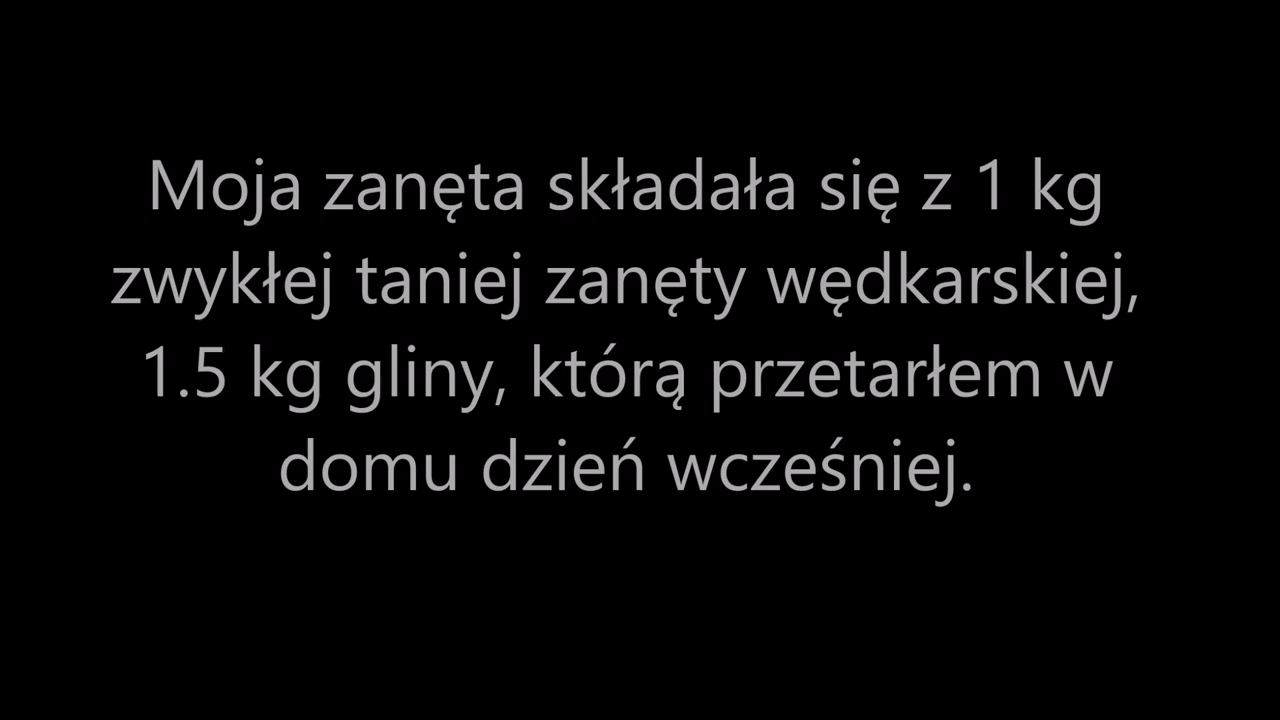 Moja zanęta składała się z 1 kg
zwykłej taniej zanęty wędkarskiej,
1.5 kg gliny, którą przetarłem w
domu dzień wcześniej.